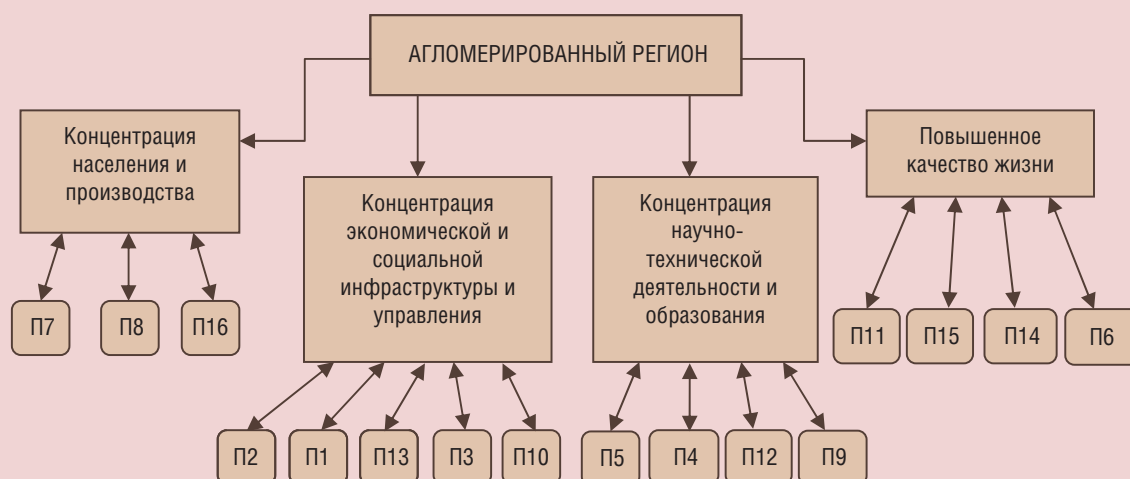 АГЛОМЕРИРОВАННЫЙ РЕГИОН
Концентрация
населения и
производства
Повышенное
качество жизни
Концентрация
экономической и
социальной
инфраструктуры и
управления
Концентрация
научно-
технической
деятельности и
образования
П7
П8
П16
П11
П15
П14
П6
П2
П1
П13
П3
П10
П5
П4
П12
П9